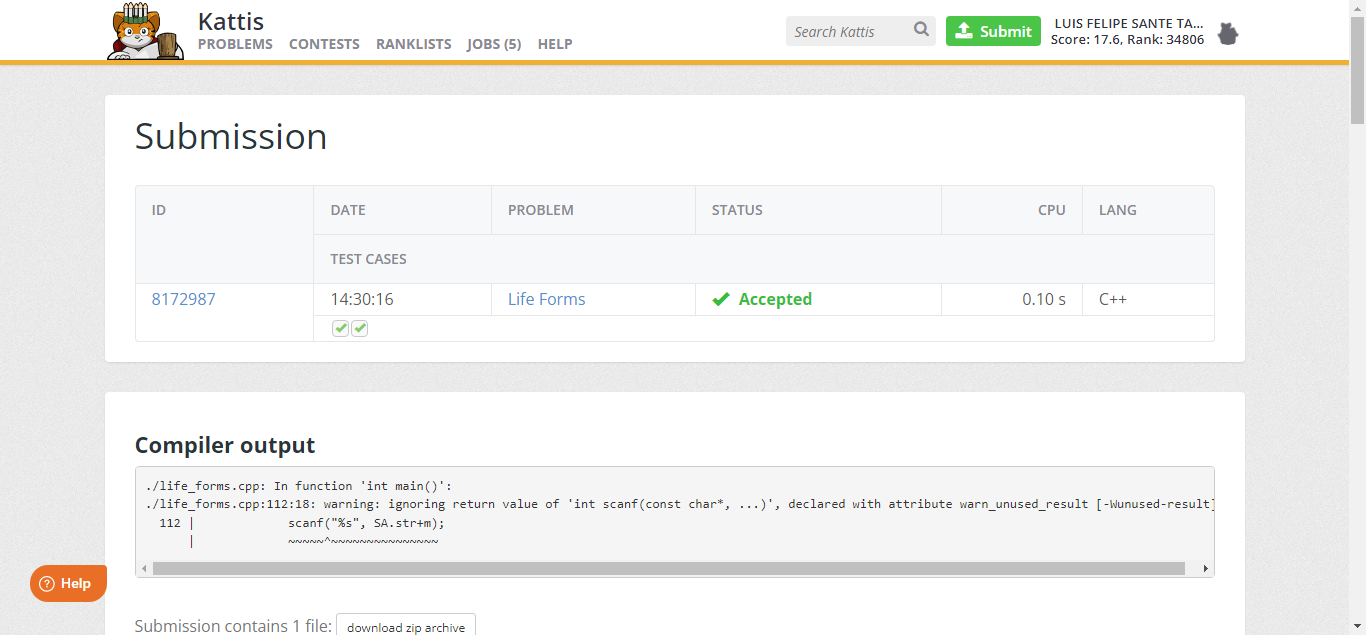 Kattis
PROBLEMS CONTESTS RANKLISTS JOBS (5) HELP
Search Kattis
Submit
LUIS FELIPE SANTE TA...
Score: 17.6, Rank: 34806
Submission
ID DATE PROBLEM STATUS CPU LANG
TEST CASES
8172987 14:30:16 Life Forms Accepted 0.10 s C++
Compiler output
./life_forms.cpp: In function 'int main()':
./life_forms.cpp:112:18: warning: ignoring return value of 'int scanf(const char*, ...)', declared with attribute warn_unused_result [-Wunused-result]
112 | scanf("%s", SA.str+m);
| ~~~~~^~~~~~~~~~~~~~~~
Help
Submission contains 1 file: download zip archive